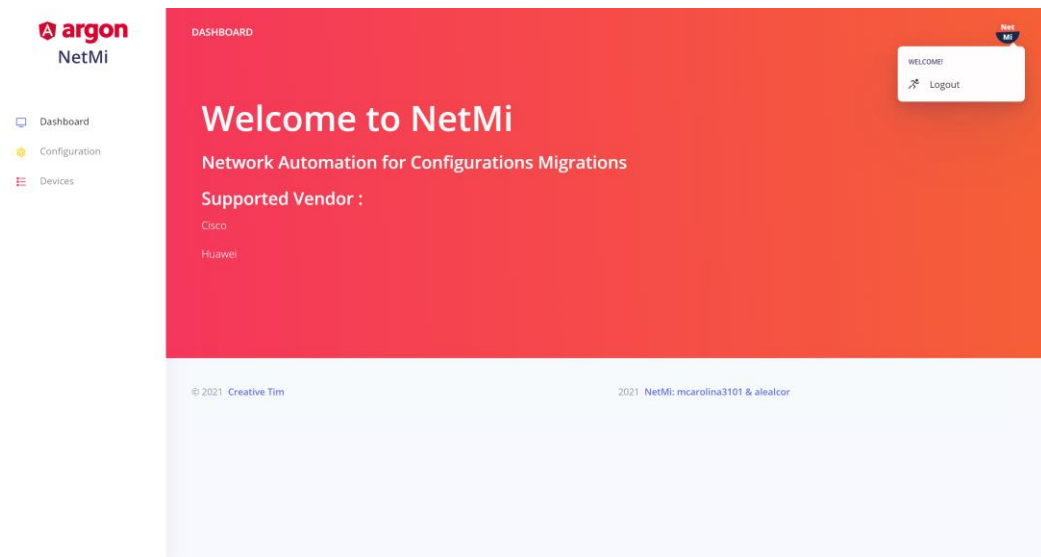 argon
NetMi
Dashboard
Configuration
Devices
DASHBOARD
Net
Mi
WELCOME!
Logout
Welcome to NetMi
Network Automation for Configurations Migrations
Supported Vendor :
Cisco
Huawei
© 2021 Creative Tim
2021 NetMi: mcarolina3101 & alealcor